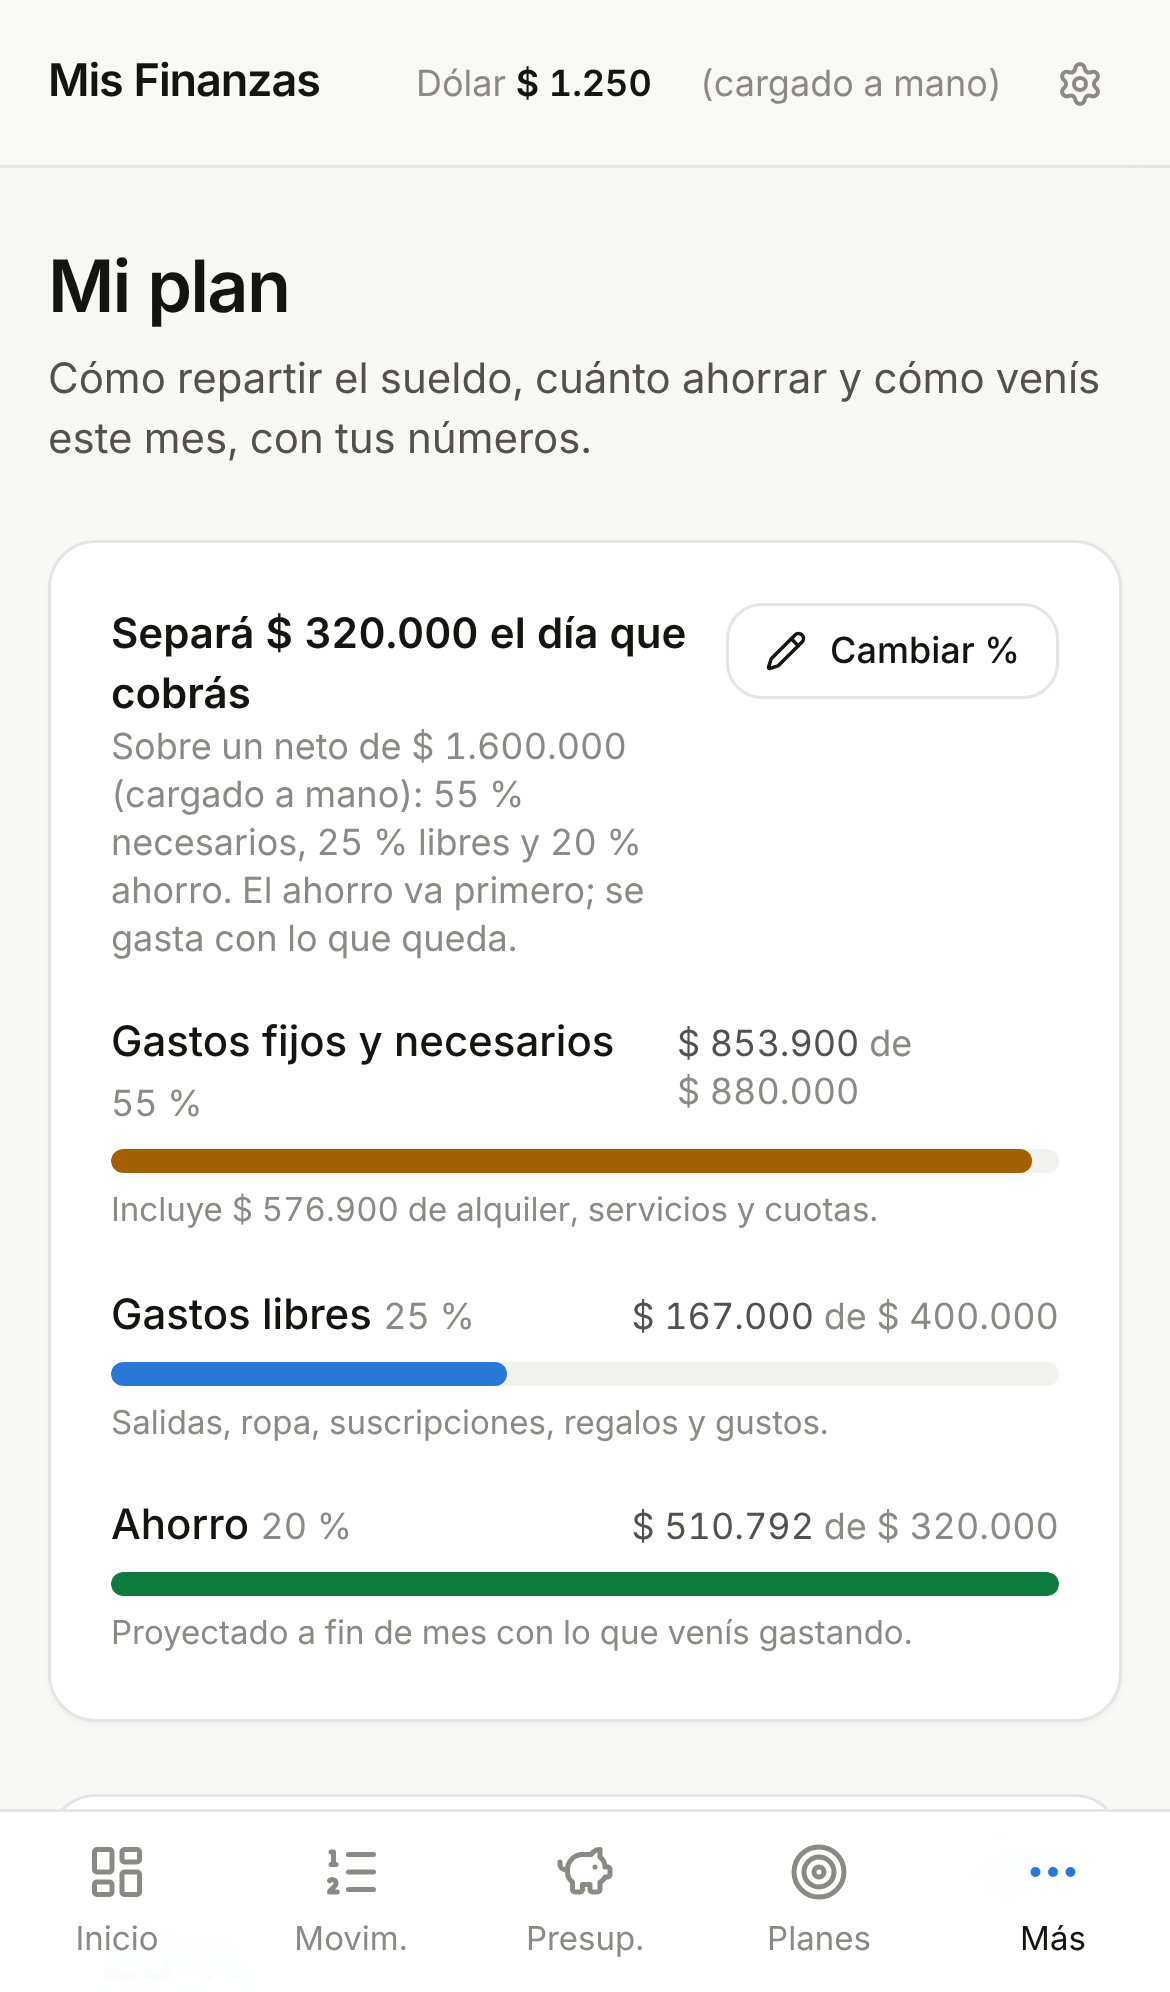 Mis Finanzas
Dólar $ 1.250 (cargado a mano)
Mi plan
Cómo repartir el sueldo, cuánto ahorrar y cómo venís
este mes, con tus números.
Separá $ 320.000 el día que
cobrás
Cambiar %
Sobre un neto de $ 1.600.000
(cargado a mano): 55 %
necesarios, 25 % libres y 20 %
ahorro. El ahorro va primero; se
gasta con lo que queda.
Gastos fijos y necesarios
55 %
$ 853.900 de
$ 880.000
Incluye $ 576.900 de alquiler, servicios y cuotas.
Gastos libres 25 %
$ 167.000 de $ 400.000
Salidas, ropa, suscripciones, regalos y gustos.
Ahorro 20 %
$ 510.792 de $ 320.000
Proyectado a fin de mes con lo que venís gastando.
Inicio
Movim.
Presup.
Planes
Más